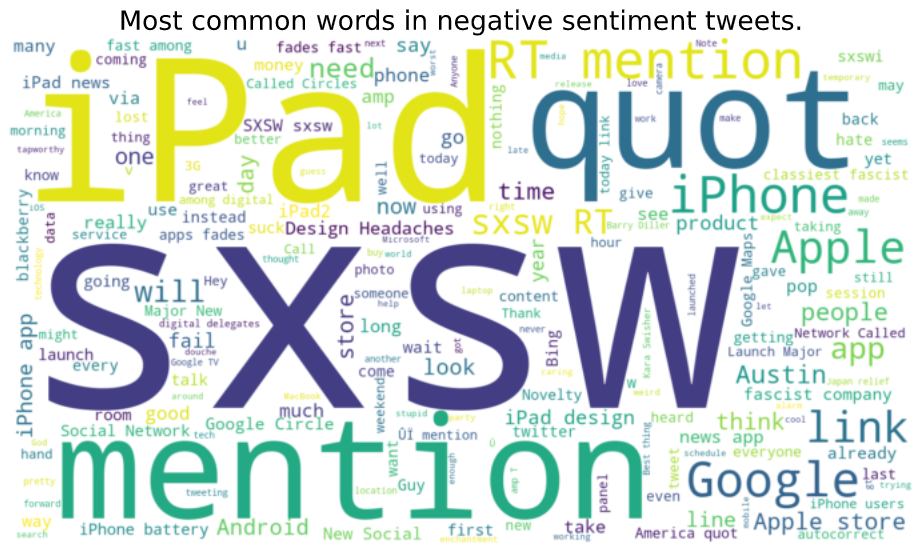 Most common words in negative sentiment tweets.
many
fast among
u
fades fast
next
say
RT mention
media
love
camera
Note
sxswi
coming
money
need
phone
Anyone
worst
release
temporary
iPad news
Called Circles
amp
nothing
may
iPad
quot
America
via
feel
lost
hope
work
make
back
morning
thing
SXSW sxsw
lot
go
late
today link
hate
seems
tapworthy
one
v
better
today
yet
know
3G
day
guess
well
time
give
classiest fascist
great
iPhone
ios
among digital
now
using
made
use
iPad2
right
see
product
expect
away
blackberry
data
really
instead
suck
Design Headaches
SXSW RT
Barry Diller
taking
service
apps fades
Call
buy
Microsoft
hour
year
Google Maps
Apple
technology
thought
world
gave
still
sxsw
going
will
Hey
photo
someone
laptop
content
launched
pop
session
Major New
help
Thank
let
people
iPhone app
might
digital delegates
store
long
never
Bing
Kara Swisher
getting
Network Called
fail
wait
launch
douche
Google TV
another
got
look
Launch Major
app
every
come
caring
w
weird
Austin
Japan relief
talk
around
MacBook
weekend
Novelty
fascist company
room
good
much
stupid
party
iPad design
heard
think
alarm
cool
link
Social Network
Google Circle
ÛÏ mention
twitter
news app
God
tech
want
Best thing
schedule
everyone
already
hand
mention
Ü
tweet
Google
last
pretty
Guy
enough
amp T
panel
even
got
trying
forward
tweeting
location
mobile
iPhone users
way
iPhone battery
Android
New Social
first
new
take
line
Apple store
search
enchantment
working
America quot
autocorrect